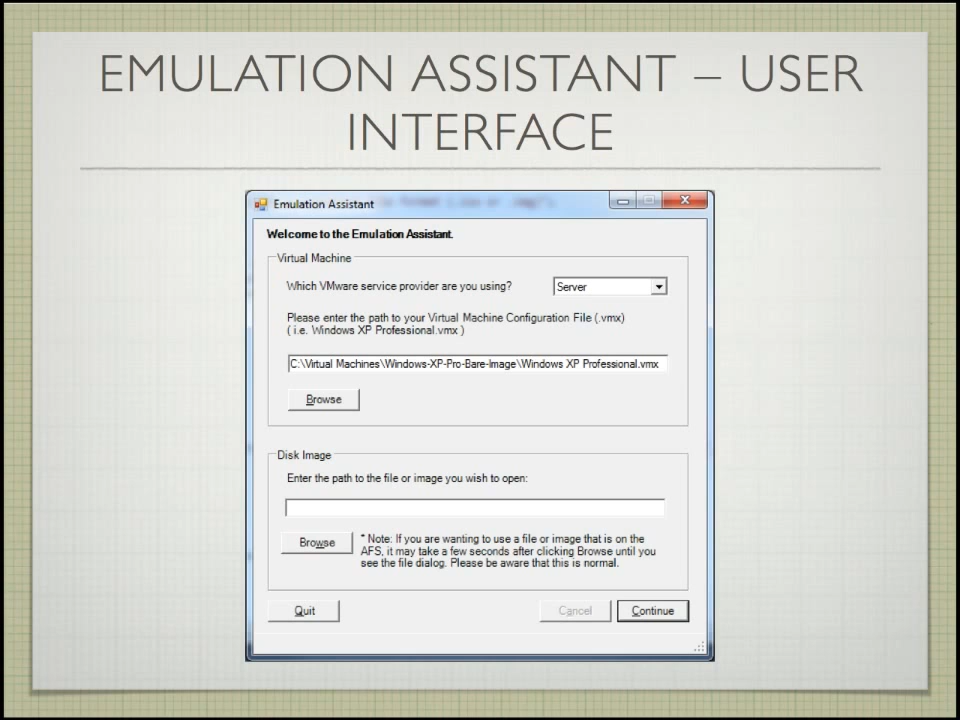 EMULATION ASSISTANT – USER
INTERFACE
Emulation Assistant
Welcome to the Emulation Assistant.
Virtual Machine
Which VMware service provider are you using?
Server
Please enter the path to your Virtual Machine Configuration File (.vmx)
( i.e. Windows XP Professional.vmx )
C:\Virtual Machines\Windows-XP-Pro-Bare-Image\Windows XP Professional.vmx
Browse
Disk Image
Enter the path to the file or image you wish to open:
Browse
* Note: If you are wanting to use a file or image that is on the
AFS, it may take a few seconds after clicking Browse until you
see the file dialog. Please be aware that this is normal.
Quit
Cancel
Continue